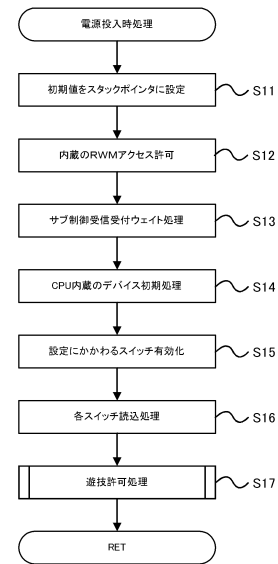 電源投入時処理
初期値をスタックポインタに設定
S11
内蔵のRWMアクセス許可
S12
サブ制御受信受付ウェイト処理
S13
CPU内蔵のデバイス初期処理
S14
設定にかかわるスイッチ有効化
S15
各スイッチ読込処理
S16
遊技許可処理
S17
RET